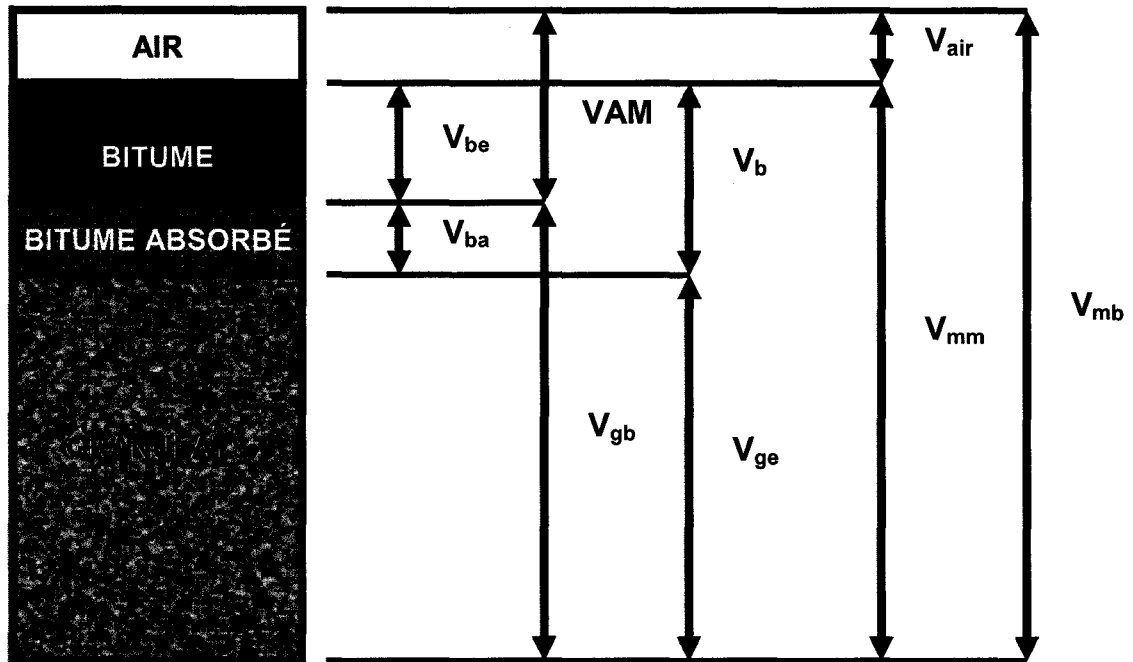 AIR
V_air
VAM
V_be
V_b
BITUME
V_ba
BITUME ABSORBÉ
V_mb
V_mm
V_gb
V_ge